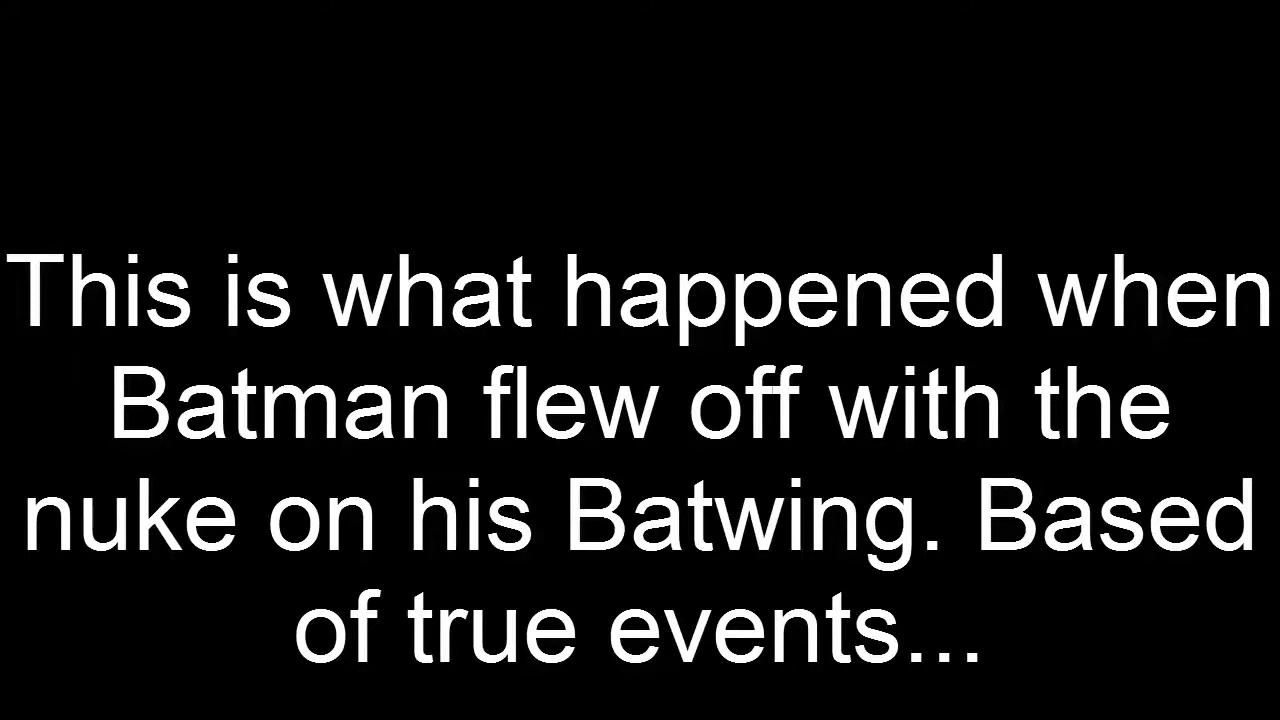 This is what happened when
Batman flew off with the
nuke on his Batwing. Based
of true events...